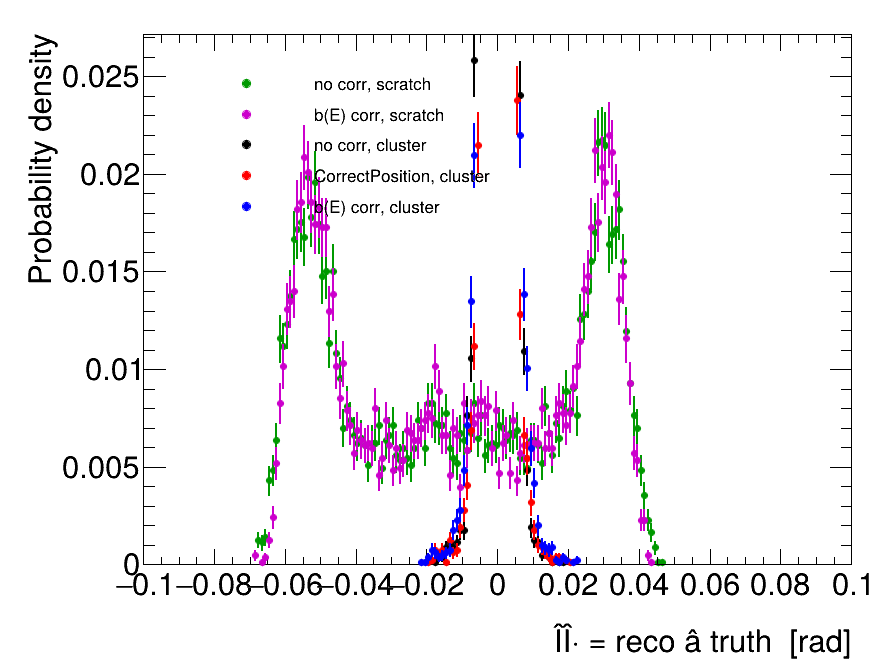 Probability density
0.025
0.02
0.015
0.01
0.005
0
no corr, scratch
b(E) corr, scratch
no corr, cluster
CorrectPosition, cluster
b(E) corr, cluster
−0.1 −0.08 −0.06 −0.04 −0.02 0 0.02 0.04 0.06 0.08 0.1
ÎÎ· = reco â truth [rad]